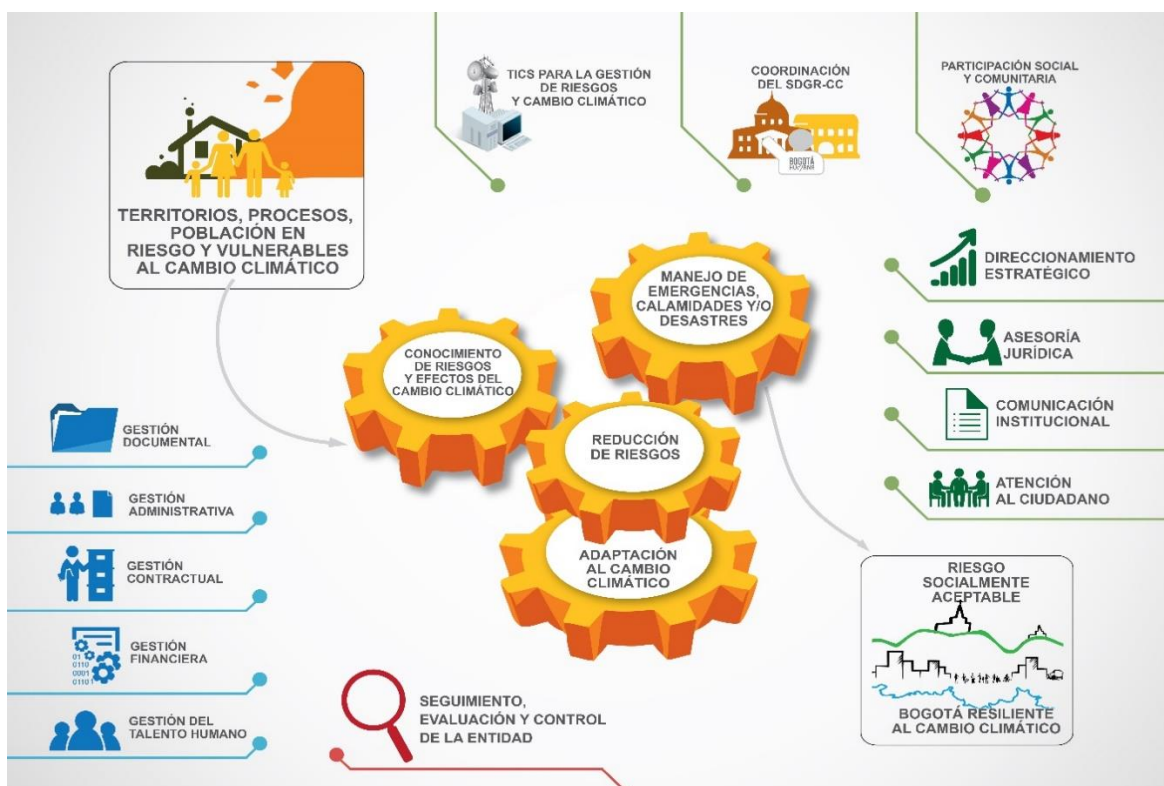 TICS PARA LA GESTIÓN
DE RIESGOS
Y CAMBIO CLIMÁTICO
COORDINACIÓN
DEL SDGR-CC
BOGOTÁ
PARTICIPACIÓN SOCIAL
Y COMUNITARIA
TERRITORIOS, PROCESOS,
POBLACIÓN EN
RIESGO Y VULNERABLES
AL CAMBIO CLIMÁTICO
MANEJO DE
EMERGENCIAS,
CALAMIDADES Y/O
DESASTRES
CONOCIMIENTO
DE RIESGOS
Y EFECTOS DEL
CAMBIO CLIMÁTICO
REDUCCIÓN
DE RIESGOS
ADAPTACIÓN
AL CAMBIO
CLIMÁTICO
DIRECCIONAMIENTO
ESTRATÉGICO
ASESORÍA
JURÍDICA
COMUNICACIÓN
INSTITUCIONAL
ATENCIÓN
AL CIUDADANO
GESTIÓN
DOCUMENTAL
GESTIÓN
ADMINISTRATIVA
GESTIÓN
CONTRACTUAL
GESTIÓN
FINANCIERA
01
0110
0001
01101
GESTIÓN DEL
TALENTO HUMANO
SEGUIMIENTO,
EVALUACIÓN Y CONTROL
DE LA ENTIDAD
RIESGO
SOCIALMENTE
ACEPTABLE
BOGOTÁ RESILIENTE
AL CAMBIO CLIMÁTICO